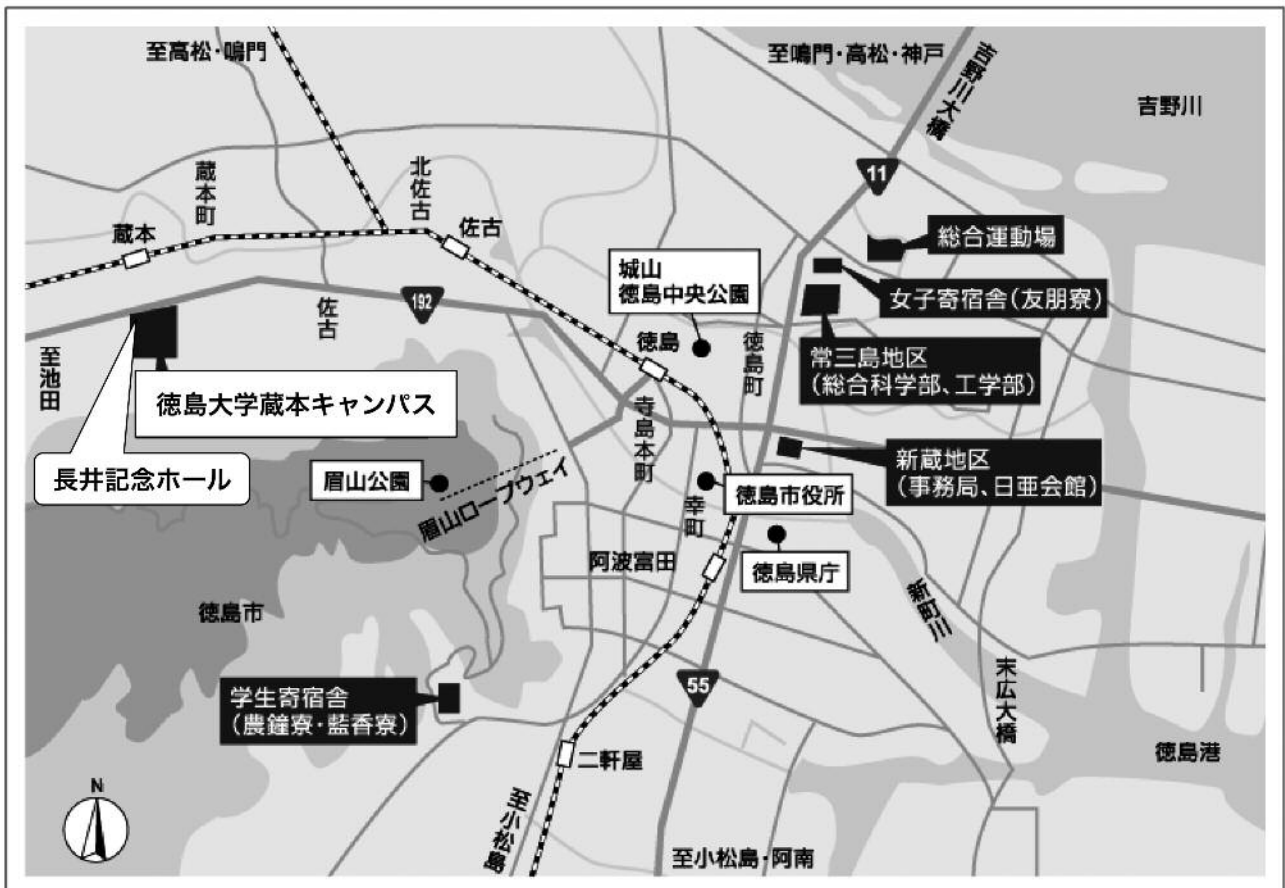 至高松・鳴門
至鳴門・高松・神戸
吉野川大橋
吉野川
11
蔵本町
北佐古
蔵本
佐古
総合運動場
城山
徳島中央公園
女子寄宿舎(友朋寮)
佐古
192
徳島
徳島町
常三島地区
(総合科学部、工学部)
至池田
徳島大学蔵本キャンパス
寺島本町
長井記念ホール
眉山公園
眉山ロープウェイ
新蔵地区
(事務局、日亜会館)
徳島市役所
幸町
阿波富田
徳島県庁
徳島市
新町川
学生寄宿舎
(農鐘寮・藍香寮)
55
末広大橋
二軒屋
徳島港
N
至小松島
至小松島・阿南